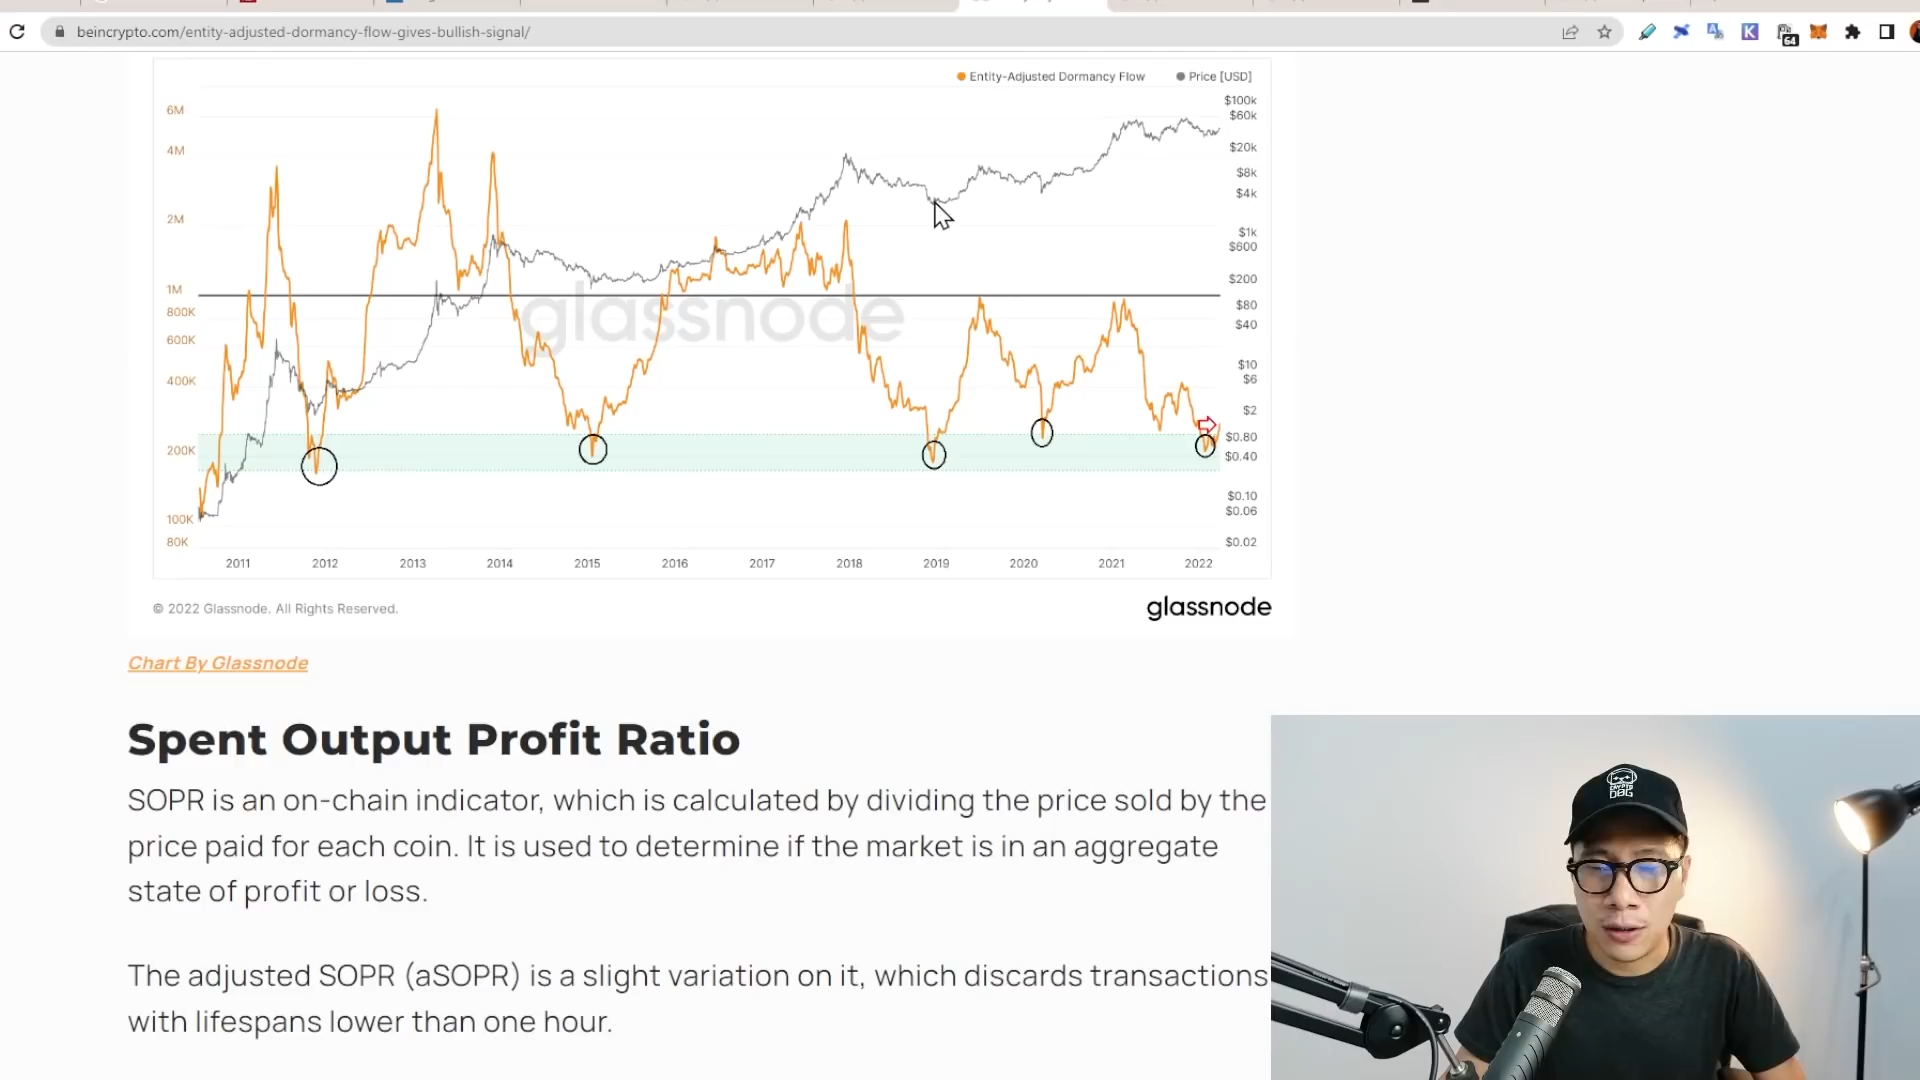 beincrypto.com/entity-adjusted-dormancy-flow-gives-bullish-signal/
64
Entity-Adjusted Dormancy Flow
Price [USD]
6M
4M
2M
1M
800K
600K
400K
200K
100K
80K
$100k
$60k
$20k
$8k
$4k
$1k
$600
$200
$80
$40
$10
$6
$2
$0.80
$0.40
$0.10
$0.06
$0.02
glassnode
2011 2012 2013 2014 2015 2016 2017 2018 2019 2020 2021 2022
© 2022 Glassnode. All Rights Reserved.
glassnode
Chart By Glassnode
Spent Output Profit Ratio
SOPR is an on-chain indicator, which is calculated by dividing the price sold by the
price paid for each coin. It is used to determine if the market is in an aggregate
state of profit or loss.
The adjusted SOPR (aSOPR) is a slight variation on it, which discards transactions
with lifespans lower than one hour.